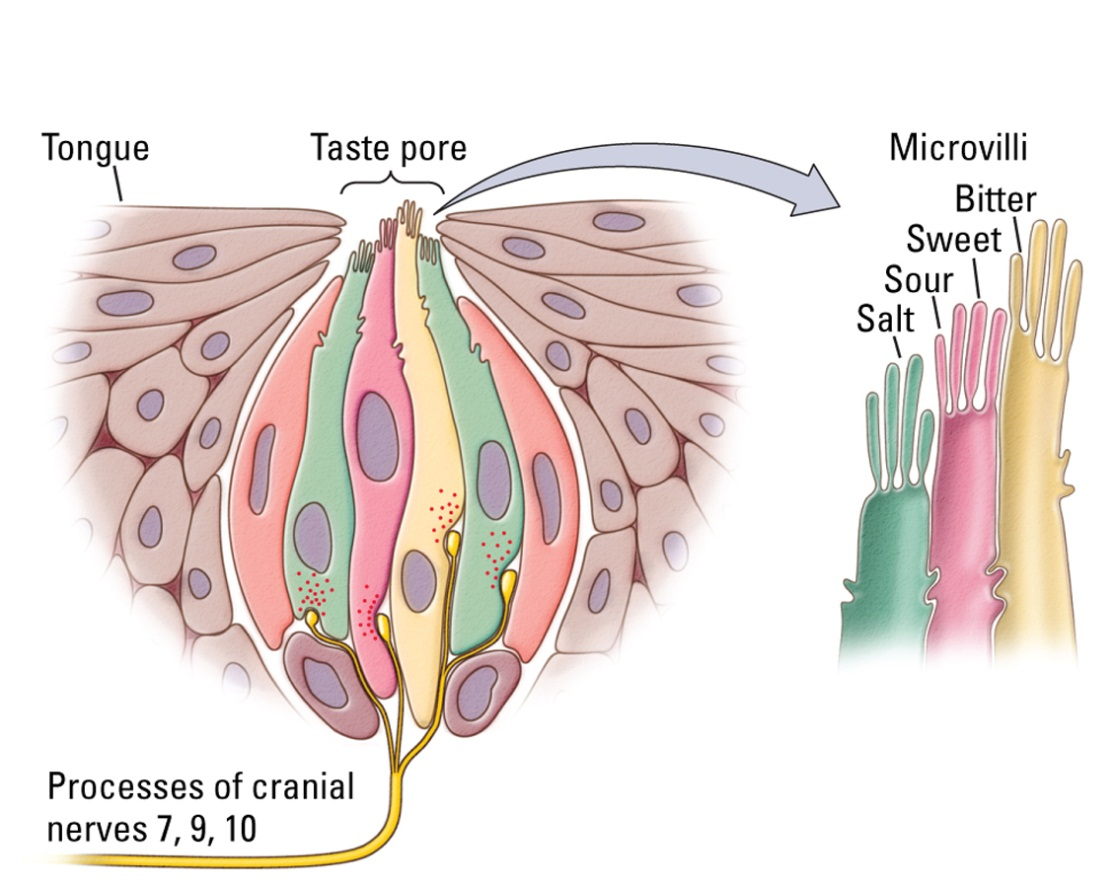 Tongue
Taste pore
Microvilli
Bitter
Sweet
Sour
Salt
Processes of cranial
nerves 7, 9, 10